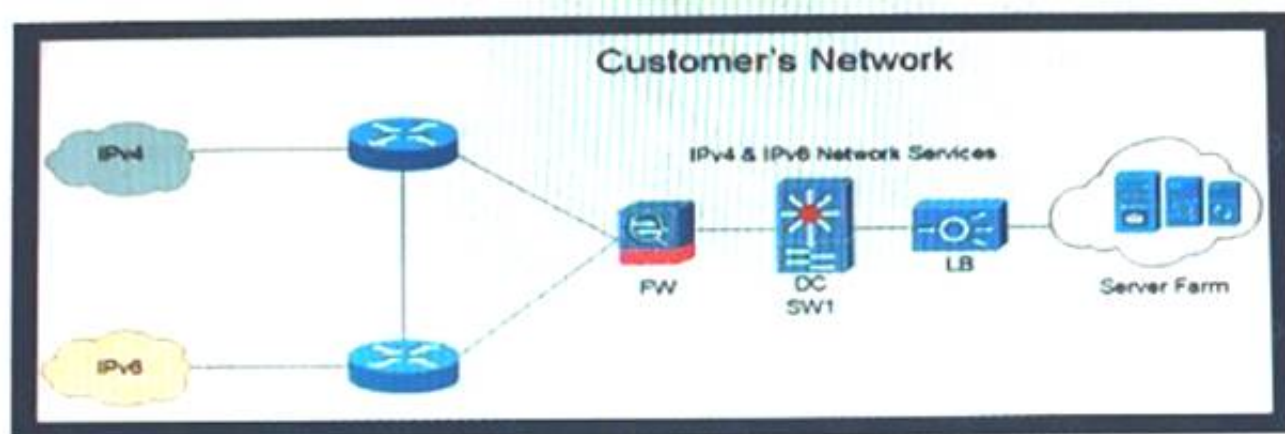 Customer's Network
IPv4
IPv4 & IPv6 Network Services
FW
DC
SW1
LB
Server Farm
IPv6